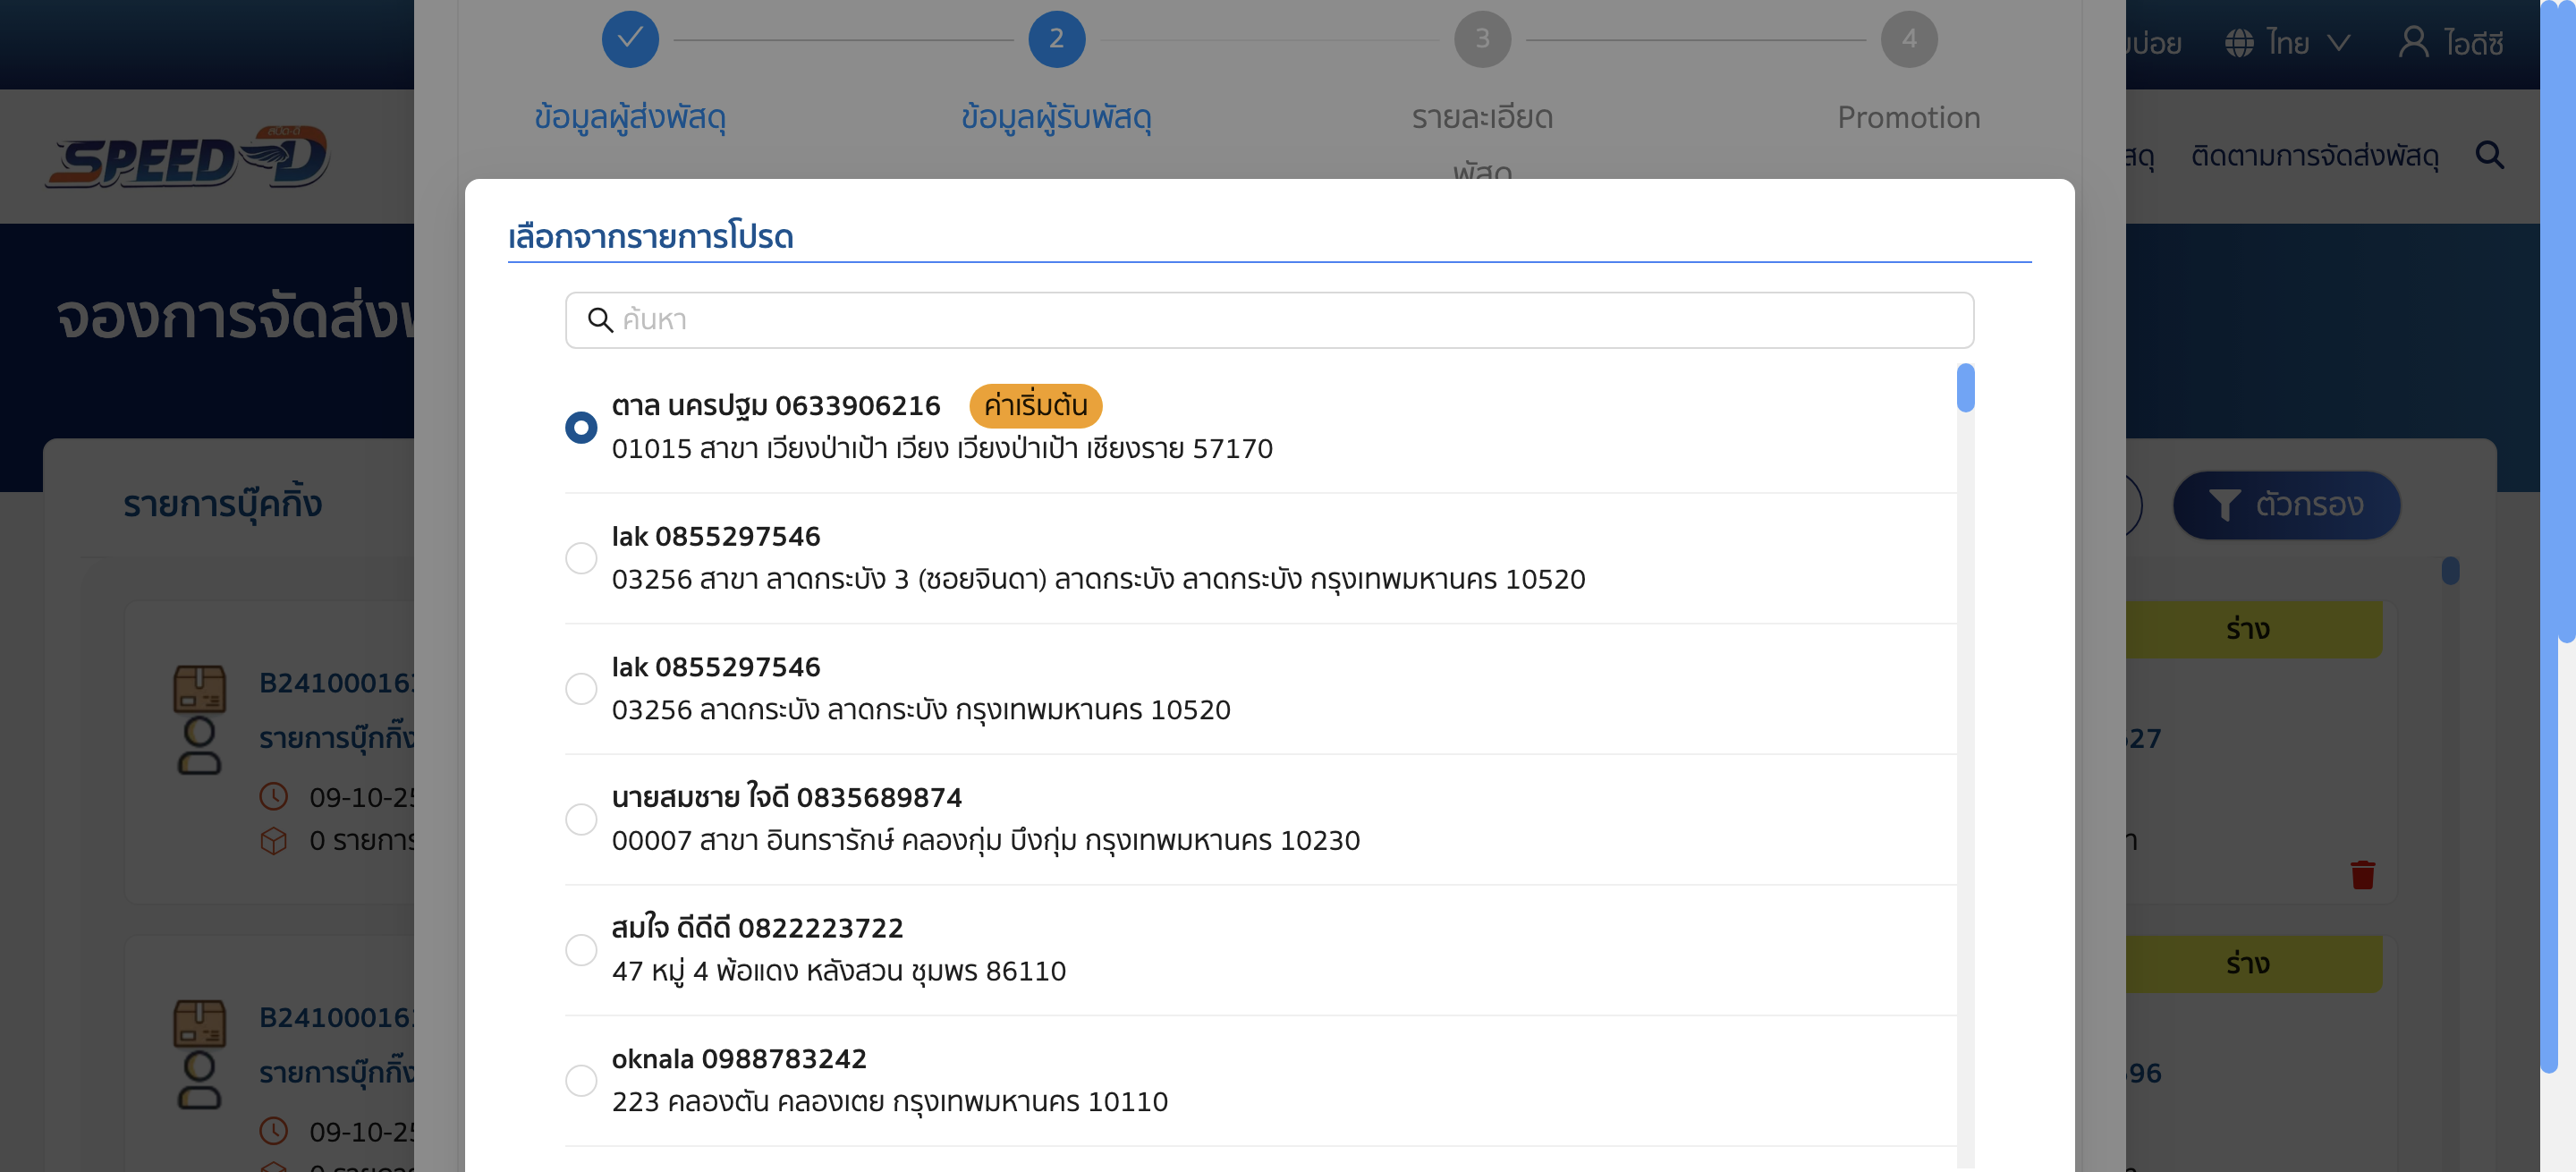 2
3
4
ไทย
ไอดีซี
ข้อมูลผู้ส่งพัสดุ
ข้อมูลผู้รับพัสดุ
รายละเอียด
พัสดุ
Promotion
สปีด-ดี
SPEED-D
ติดตามการจัดส่งพัสดุ
เลือกจากรายการโปรด
ค้นหา
จองการจัดส่ง
ตาล นครปฐม 0633906216 ค่าเริ่มต้น
01015 สาขา เวียงป่าเป้า เวียง เวียงป่าเป้า เชียงราย 57170
รายการบุ๊คกิ้ง
ตัวกรอง
lak 0855297546
03256 สาขา ลาดกระบัง 3 (ซอยจินดา) ลาดกระบัง ลาดกระบัง กรุงเทพมหานคร 10520
ร่าง
lak 0855297546
03256 ลาดกระบัง ลาดกระบัง กรุงเทพมหานคร 10520
B24100016
รายการบุ๊กกิ้ง
27
09-10-25
0 รายการ
นายสมชาย ใจดี 0835689874
00007 สาขา อินทรารักษ์ คลองกุ่ม บึงกุ่ม กรุงเทพมหานคร 10230
สมใจ ดีดีดี 0822223722
47 หมู่ 4 พ้อแดง หลังสวน ชุมพร 86110
ร่าง
B24100016
รายการบุ๊กกิ้ง
96
09-10-25
oknala 0988783242
223 คลองตัน คลองเตย กรุงเทพมหานคร 10110